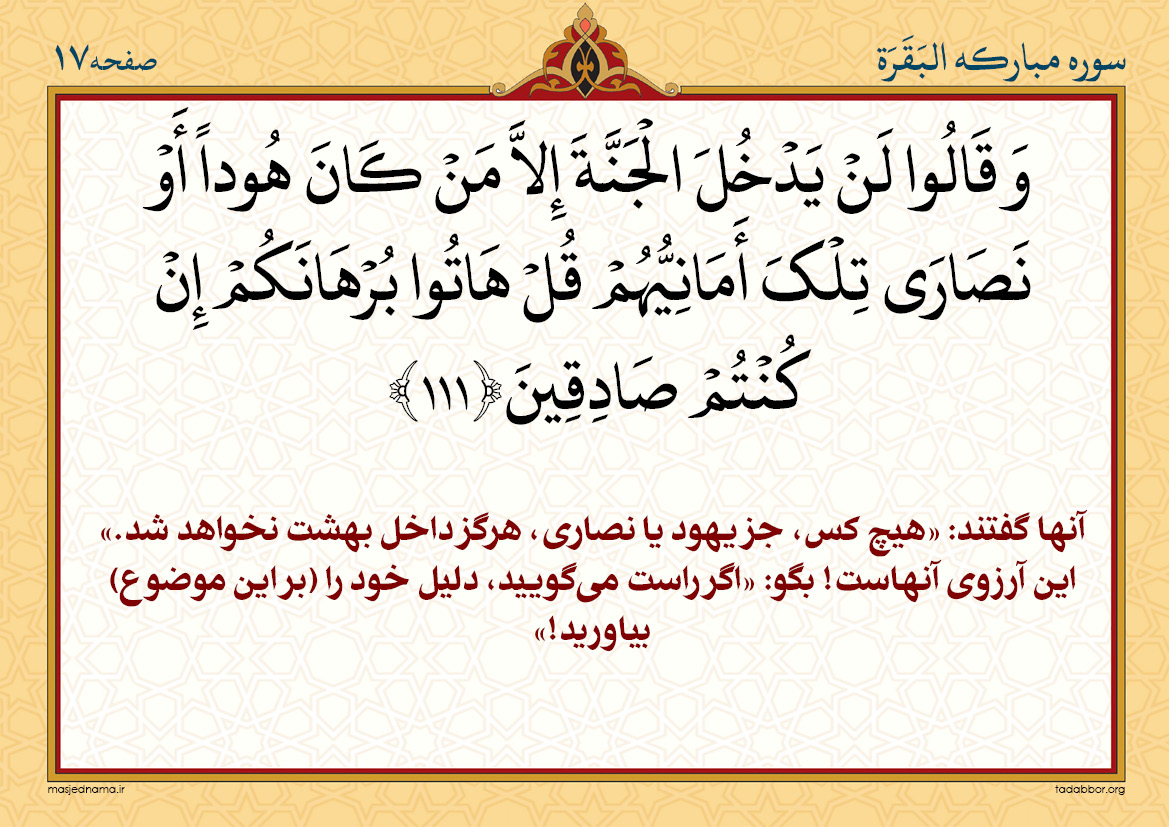 سوره مبارکه البَقَرَة
صفحه۱۷
وَ قَالُوا لَنْ يَدْخُلَ الْجَنَّةَ إِلاَّ مَنْ كَانَ هُوداً أَوْ
نَصَارَى تِلْكَ أَمَانِيُّهُمْ قُلْ هَاتُوا بُرْهَانَكُمْ إِنْ
كُنْتُمْ صَادِقِينَ ﴿۱۱۱﴾
آنها گفتند: «هیچ کس، جز یهود یا نصاری، هرگز داخل بهشت نخواهد شد.»
این آرزوی آنهاست! بگو: «اگر راست می‌گویید، دلیل خود را (بر این موضوع)
بیاورید!»
masjednama.ir
tadabbor.org